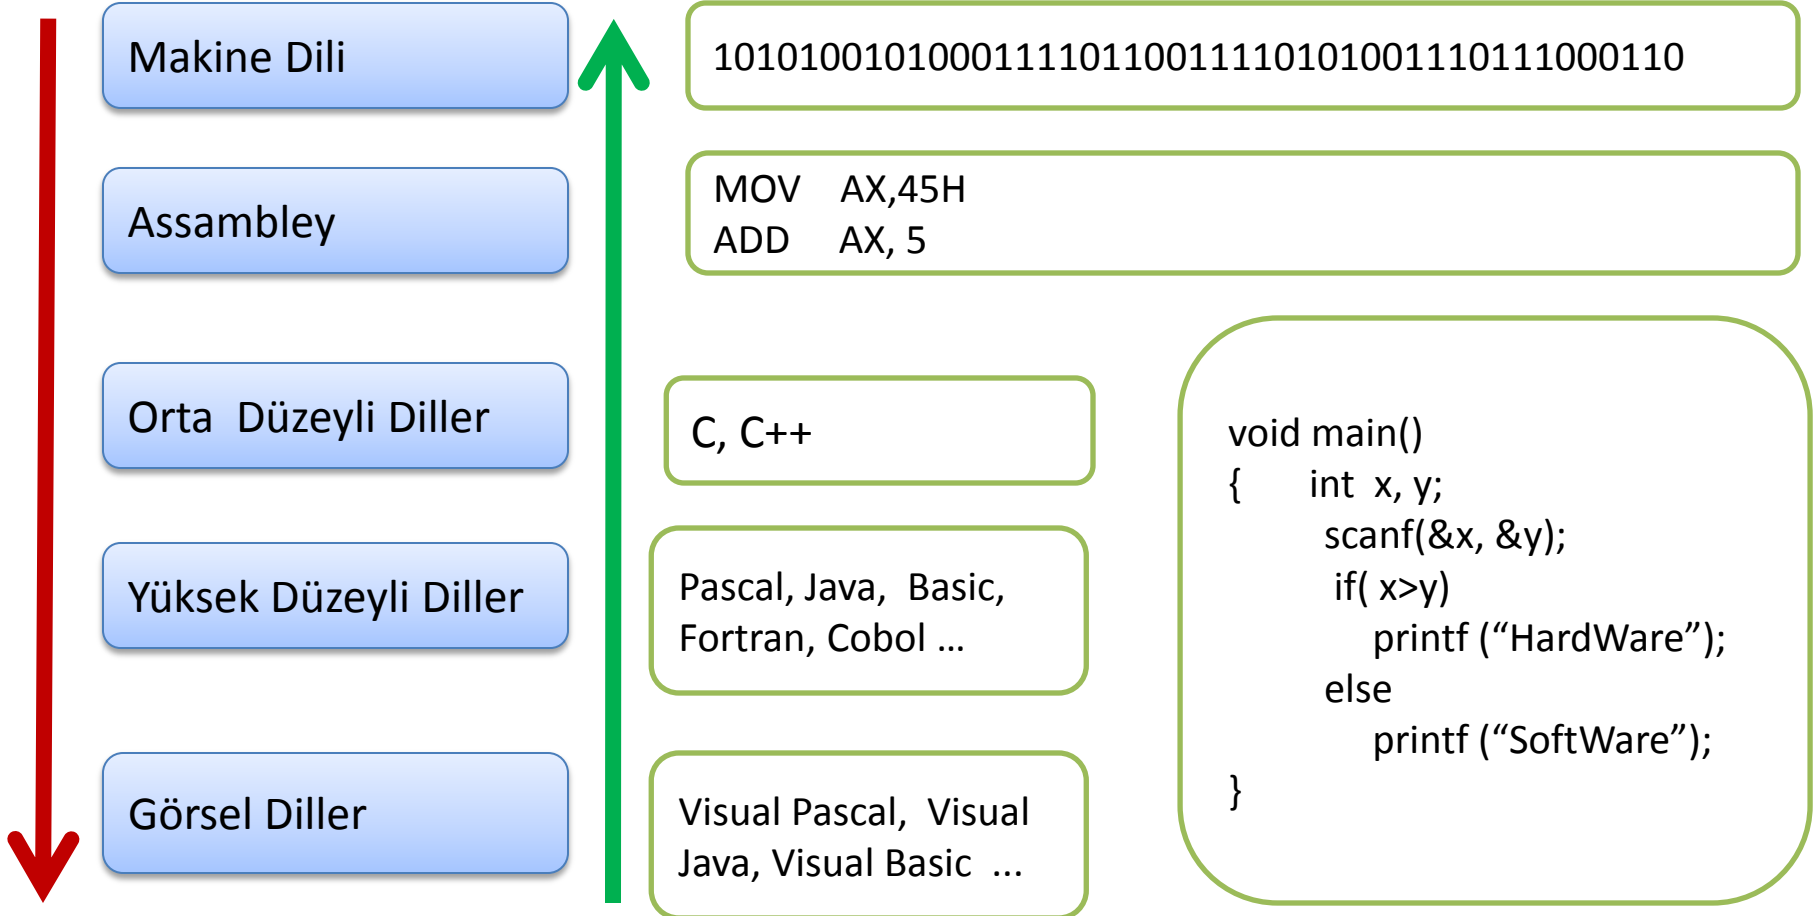 Makine Dili
1010100101000111101100111101010011101110001​10
Assambley
MOV AX,45H
ADD AX, 5
Orta Düzeyli Diller
C, C++
Yüksek Düzeyli Diller
Pascal, Java, Basic,
Fortran, Cobol ...
Görsel Diller
Visual Pascal, Visual
Java, Visual Basic ...
void main()
{ int x, y;
scanf(&x, &y);
if( x>y)
printf (“HardWare”);
else
printf (“SoftWare”);
}